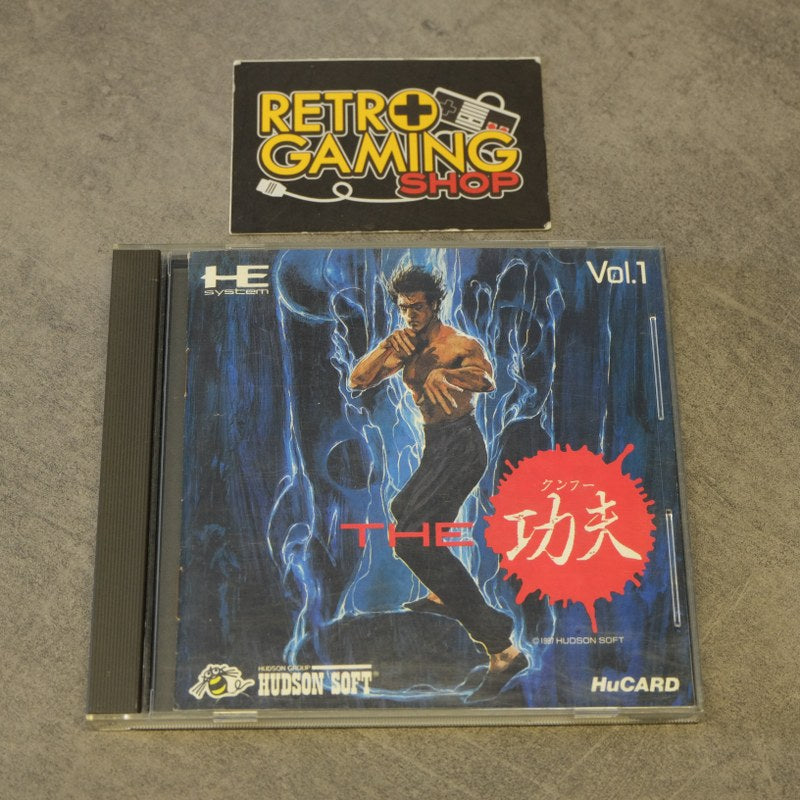 RETRO
GAMING
SHOP
HE
system
Vol.1
クンフー
THE 功夫
© 1987 HUDSON SOFT
HUDSON GROUP
HUDSON SOFT®
HuCARD